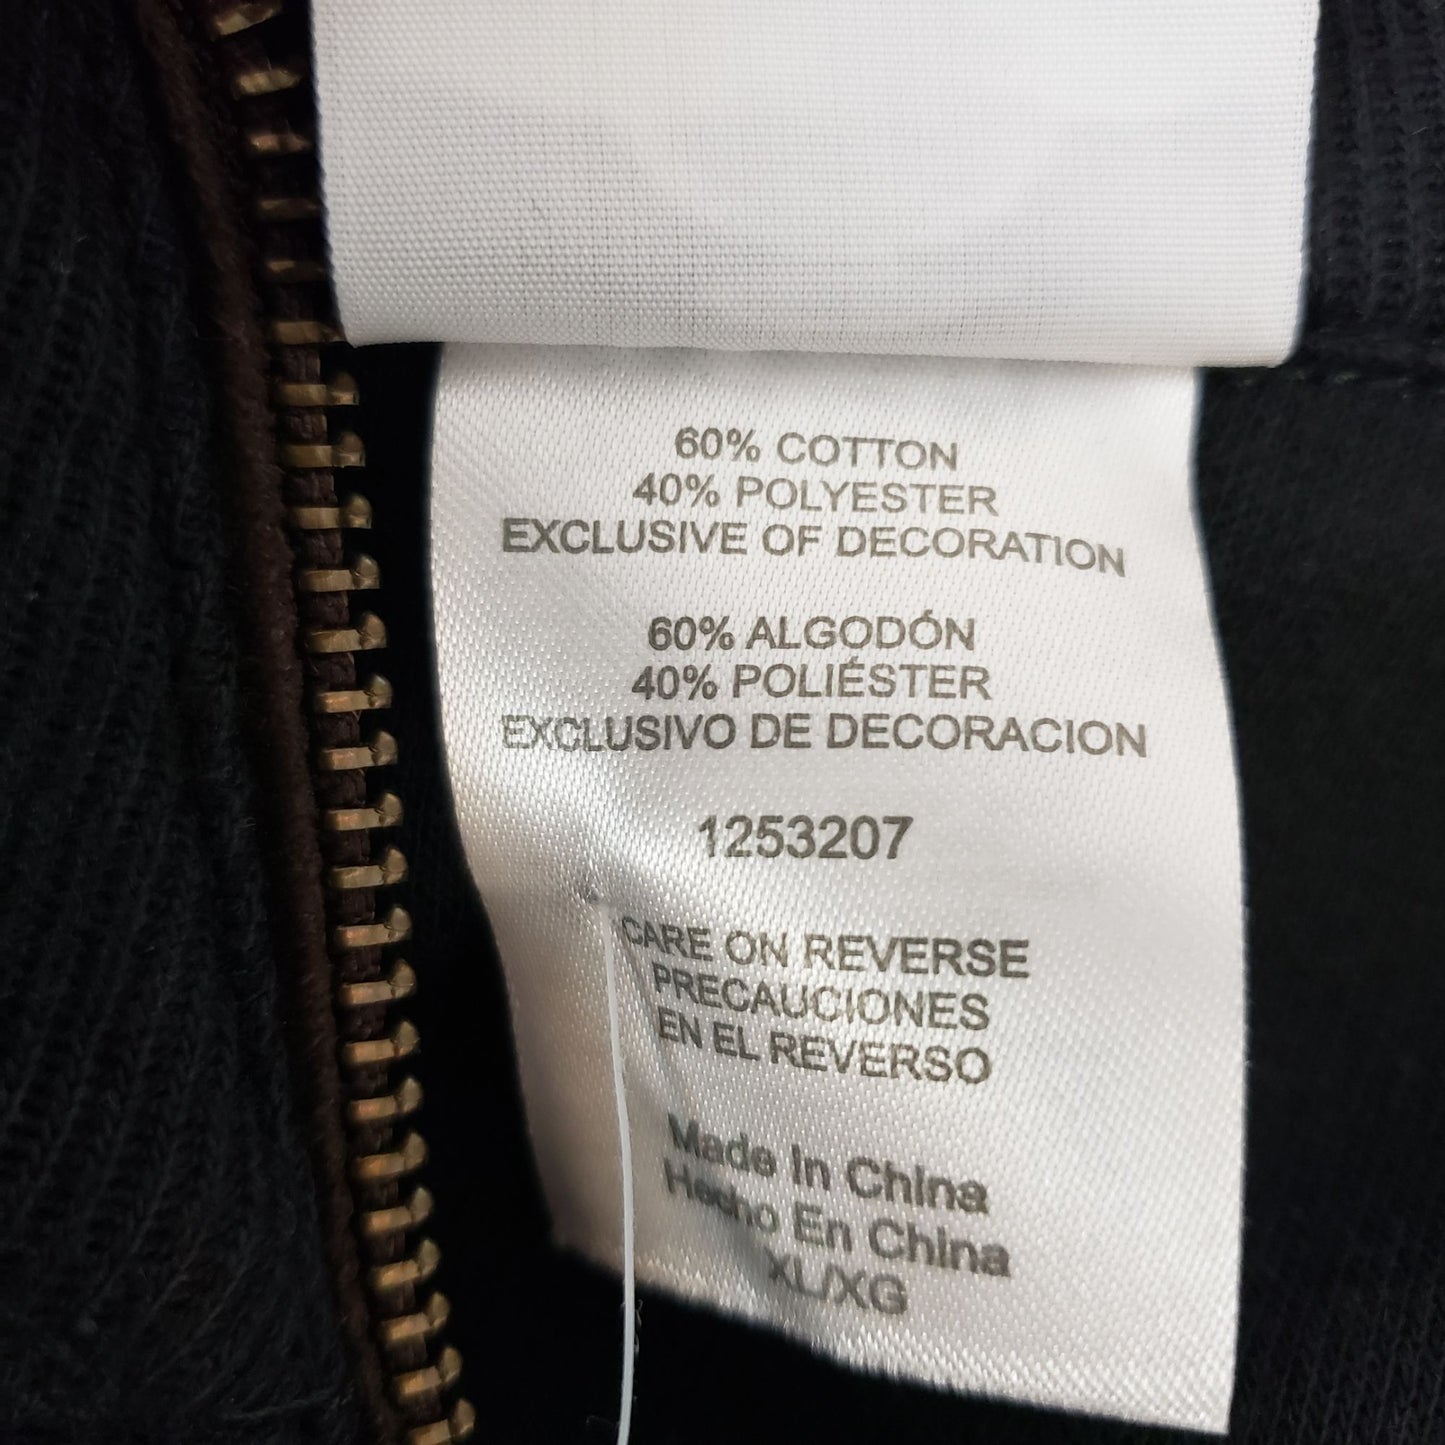 60% COTTON
40% POLYESTER
EXCLUSIVE OF DECORATION
60% ALGODÓN
40% POLIÉSTER
EXCLUSIVO DE DECORACION
1253207
CARE ON REVERSE
PRECAUCIONES
EN EL REVERSO
Made In China
Hecho En China
XL/XG